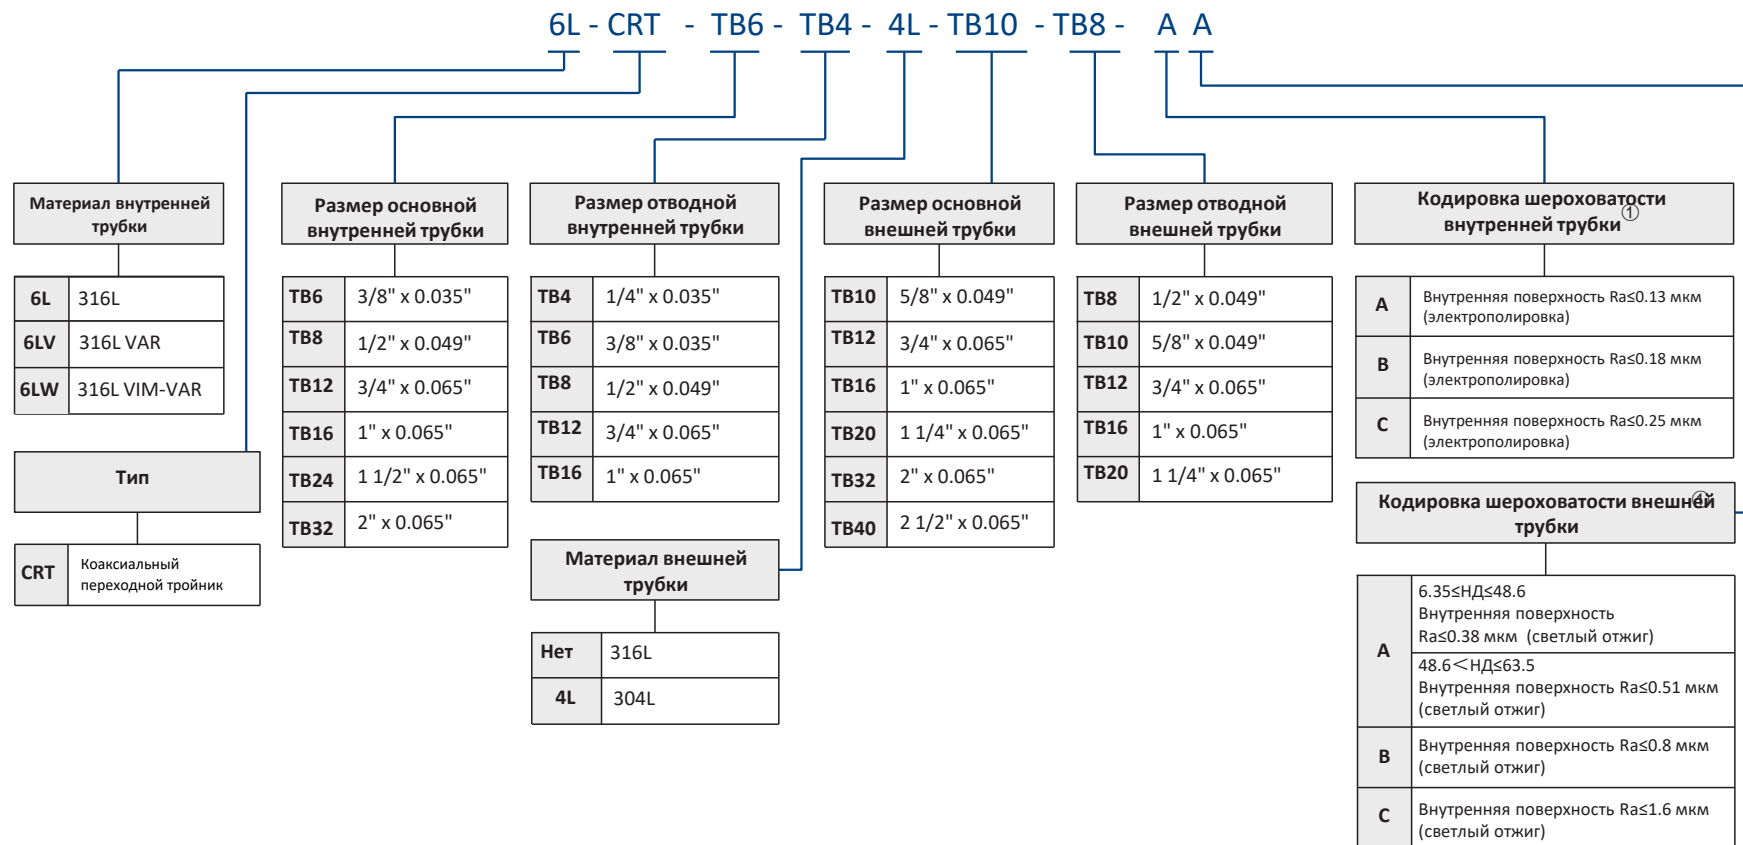 6L - CRT - TB6 - TB4 - 4L - TB10 - TB8 - A A
Материал внутренней
трубки
6L 316L
6LV 316L VAR
6LW 316L VIM-VAR
Тип
CRT Коаксиальный
переходной тройник
Размер основной
внутренней трубки
TB6 3/8" x 0.035"
TB8 1/2" x 0.049"
TB12 3/4" x 0.065"
TB16 1" x 0.065"
TB24 1 1/2" x 0.065"
TB32 2" x 0.065"
Размер отводной
внутренней трубки
TB4 1/4" x 0.035"
TB6 3/8" x 0.035"
TB8 1/2" x 0.049"
TB12 3/4" x 0.065"
TB16 1" x 0.065"
Материал внешней
трубки
Нет 316L
4L 304L
Размер основной
внешней трубки
TB10 5/8" x 0.049"
TB12 3/4" x 0.065"
TB16 1" x 0.065"
TB20 1 1/4" x 0.065"
TB32 2" x 0.065"
TB40 2 1/2" x 0.065"
Размер отводной
внешней трубки
TB8 1/2" x 0.049"
TB10 5/8" x 0.049"
TB12 3/4" x 0.065"
TB16 1" x 0.065"
TB20 1 1/4" x 0.065"
Кодировка шероховатости
внутренней трубки ①
A Внутренняя поверхность Ra≤0.13 мкм
(электрополировка)
B Внутренняя поверхность Ra≤0.18 мкм
(электрополировка)
C Внутренняя поверхность Ra≤0.25 мкм
(электрополировка)
Кодировка шероховатости внешней ①
трубки
A 6.35≤НД≤48.6
Внутренняя поверхность
Ra≤0.38 мкм (светлый отжиг)
48.6＜НД≤63.5
Внутренняя поверхность Ra≤0.51 мкм
(светлый отжиг)
B Внутренняя поверхность Ra≤0.8 мкм
(светлый отжиг)
C Внутренняя поверхность Ra≤1.6 мкм
(светлый отжиг)